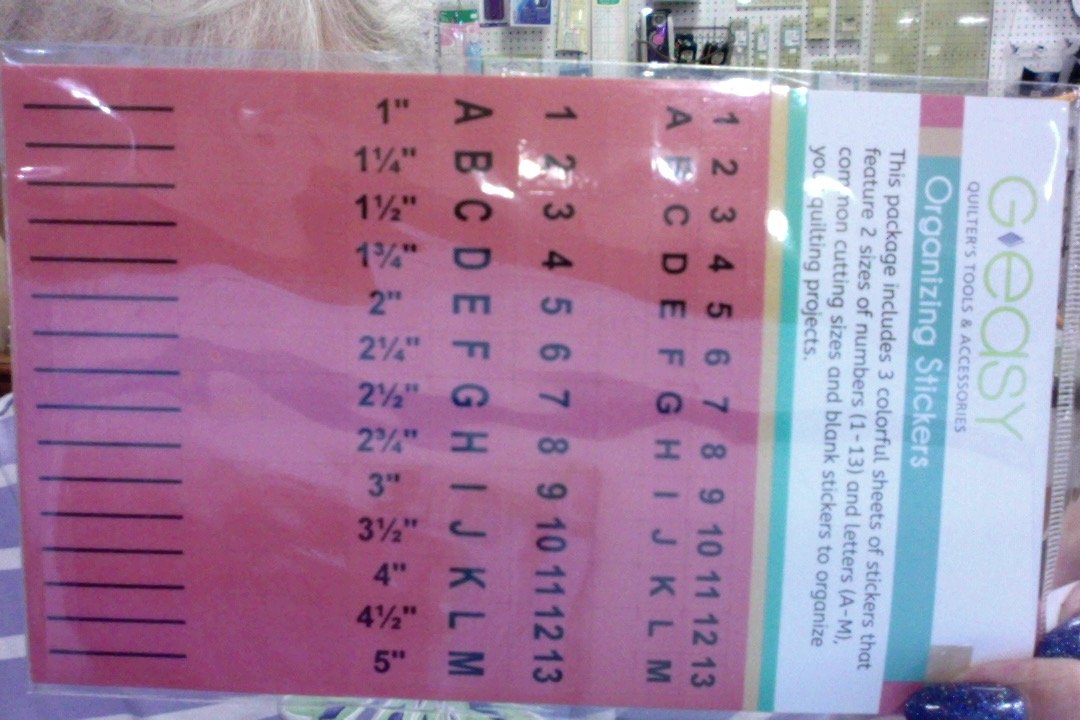 G•easy
QUILTER'S TOOLS & ACCESSORIES
Organizing Stickers
This package includes 3 colorful sheets of stickers that
feature 2 sizes of numbers (1-13) and letters (A-M),
common cutting sizes and blank stickers to organize
your quilting projects.
1 2 3 4 5 6 7 8 9 10 11 12 13
A B C D E F G H I J K L M
1 2 3 4 5 6 7 8 9 10 11 12 13
A B C D E F G H I J K L M
1"
1¼"
1½"
1¾"
2"
2¼"
2½"
2¾"
3"
3½"
4"
4½"
5"